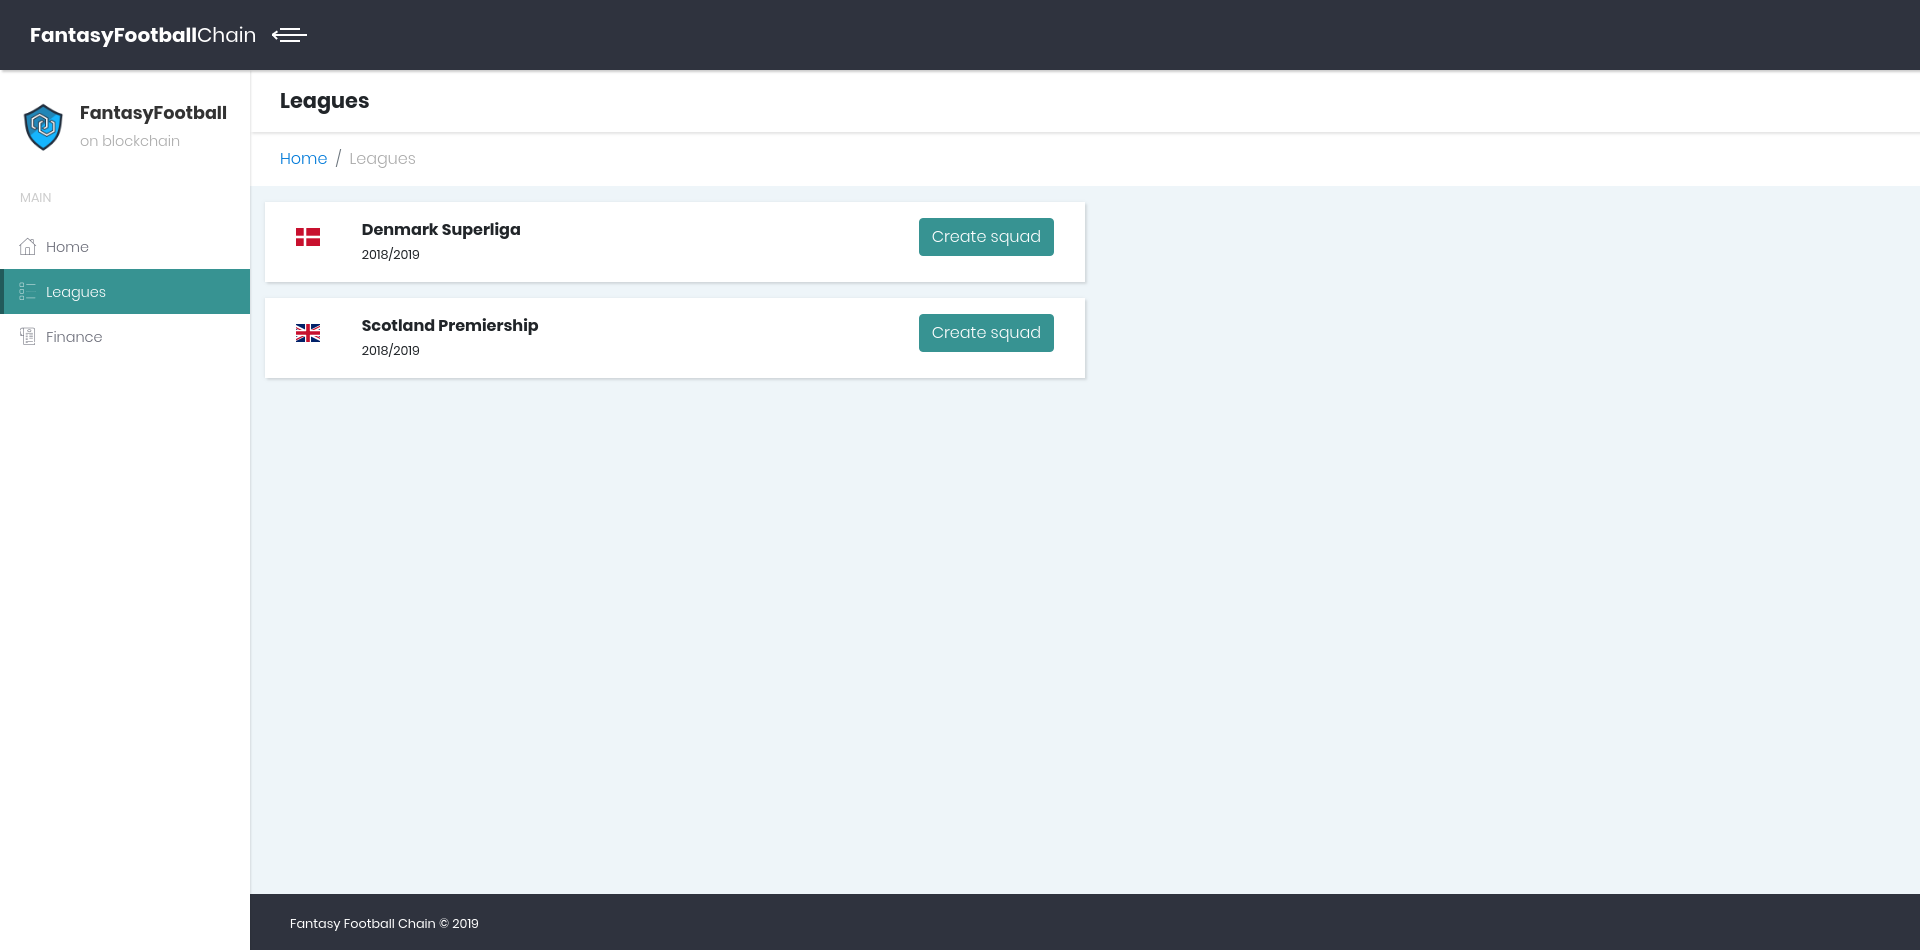 FantasyFootballChain
FantasyFootball
on blockchain
MAIN
Home
Leagues
Finance
Leagues
Home / Leagues
Denmark Superliga
2018/2019
Create squad
Scotland Premiership
2018/2019
Create squad
Fantasy Football Chain © 2019